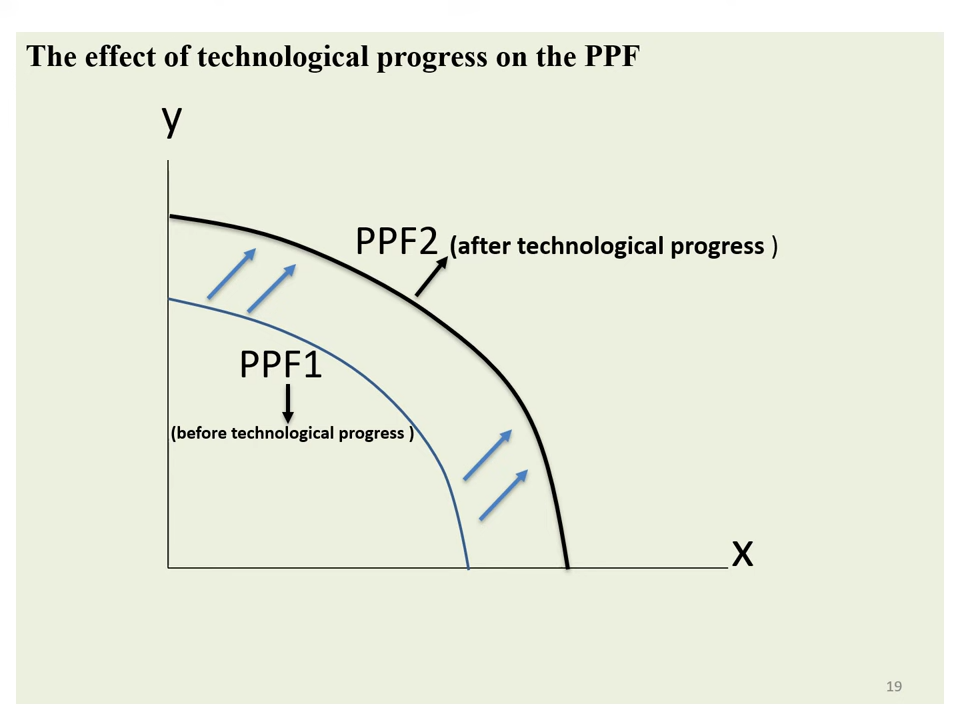 The effect of technological progress on the PPF
y
PPF2 (after technological progress )
PPF1
(before technological progress )
x
19